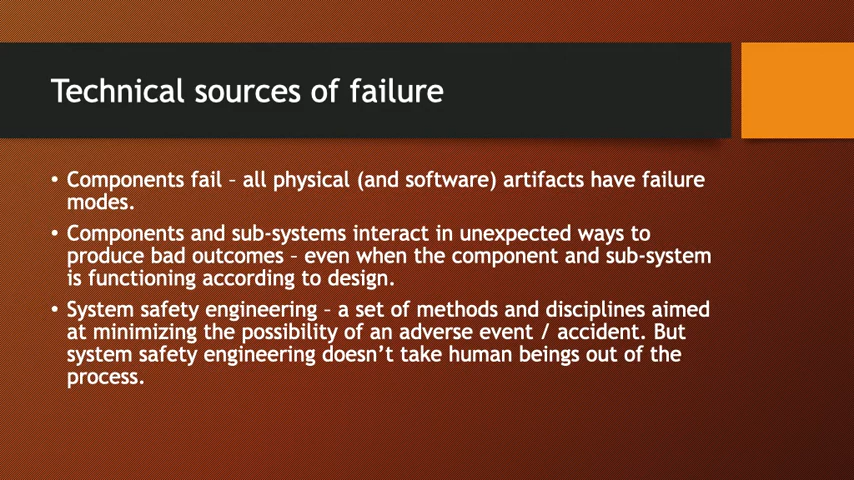 Technical sources of failure
• Components fail – all physical (and software) artifacts have failure
modes.
• Components and sub-systems interact in unexpected ways to
produce bad outcomes – even when the component and sub-system
is functioning according to design.
• System safety engineering – a set of methods and disciplines aimed
at minimizing the possibility of an adverse event / accident. But
system safety engineering doesn’t take human beings out of the
process.